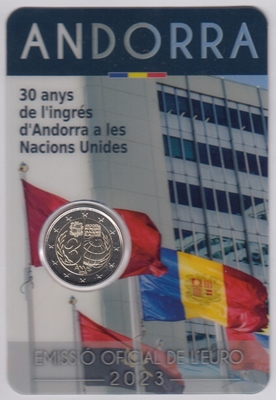 ANDORRA
30 anys
de l'ingrés
d'Andorra a les
Nacions Unides
EMISSIÓ OFICIAL DE L'EURO
2023